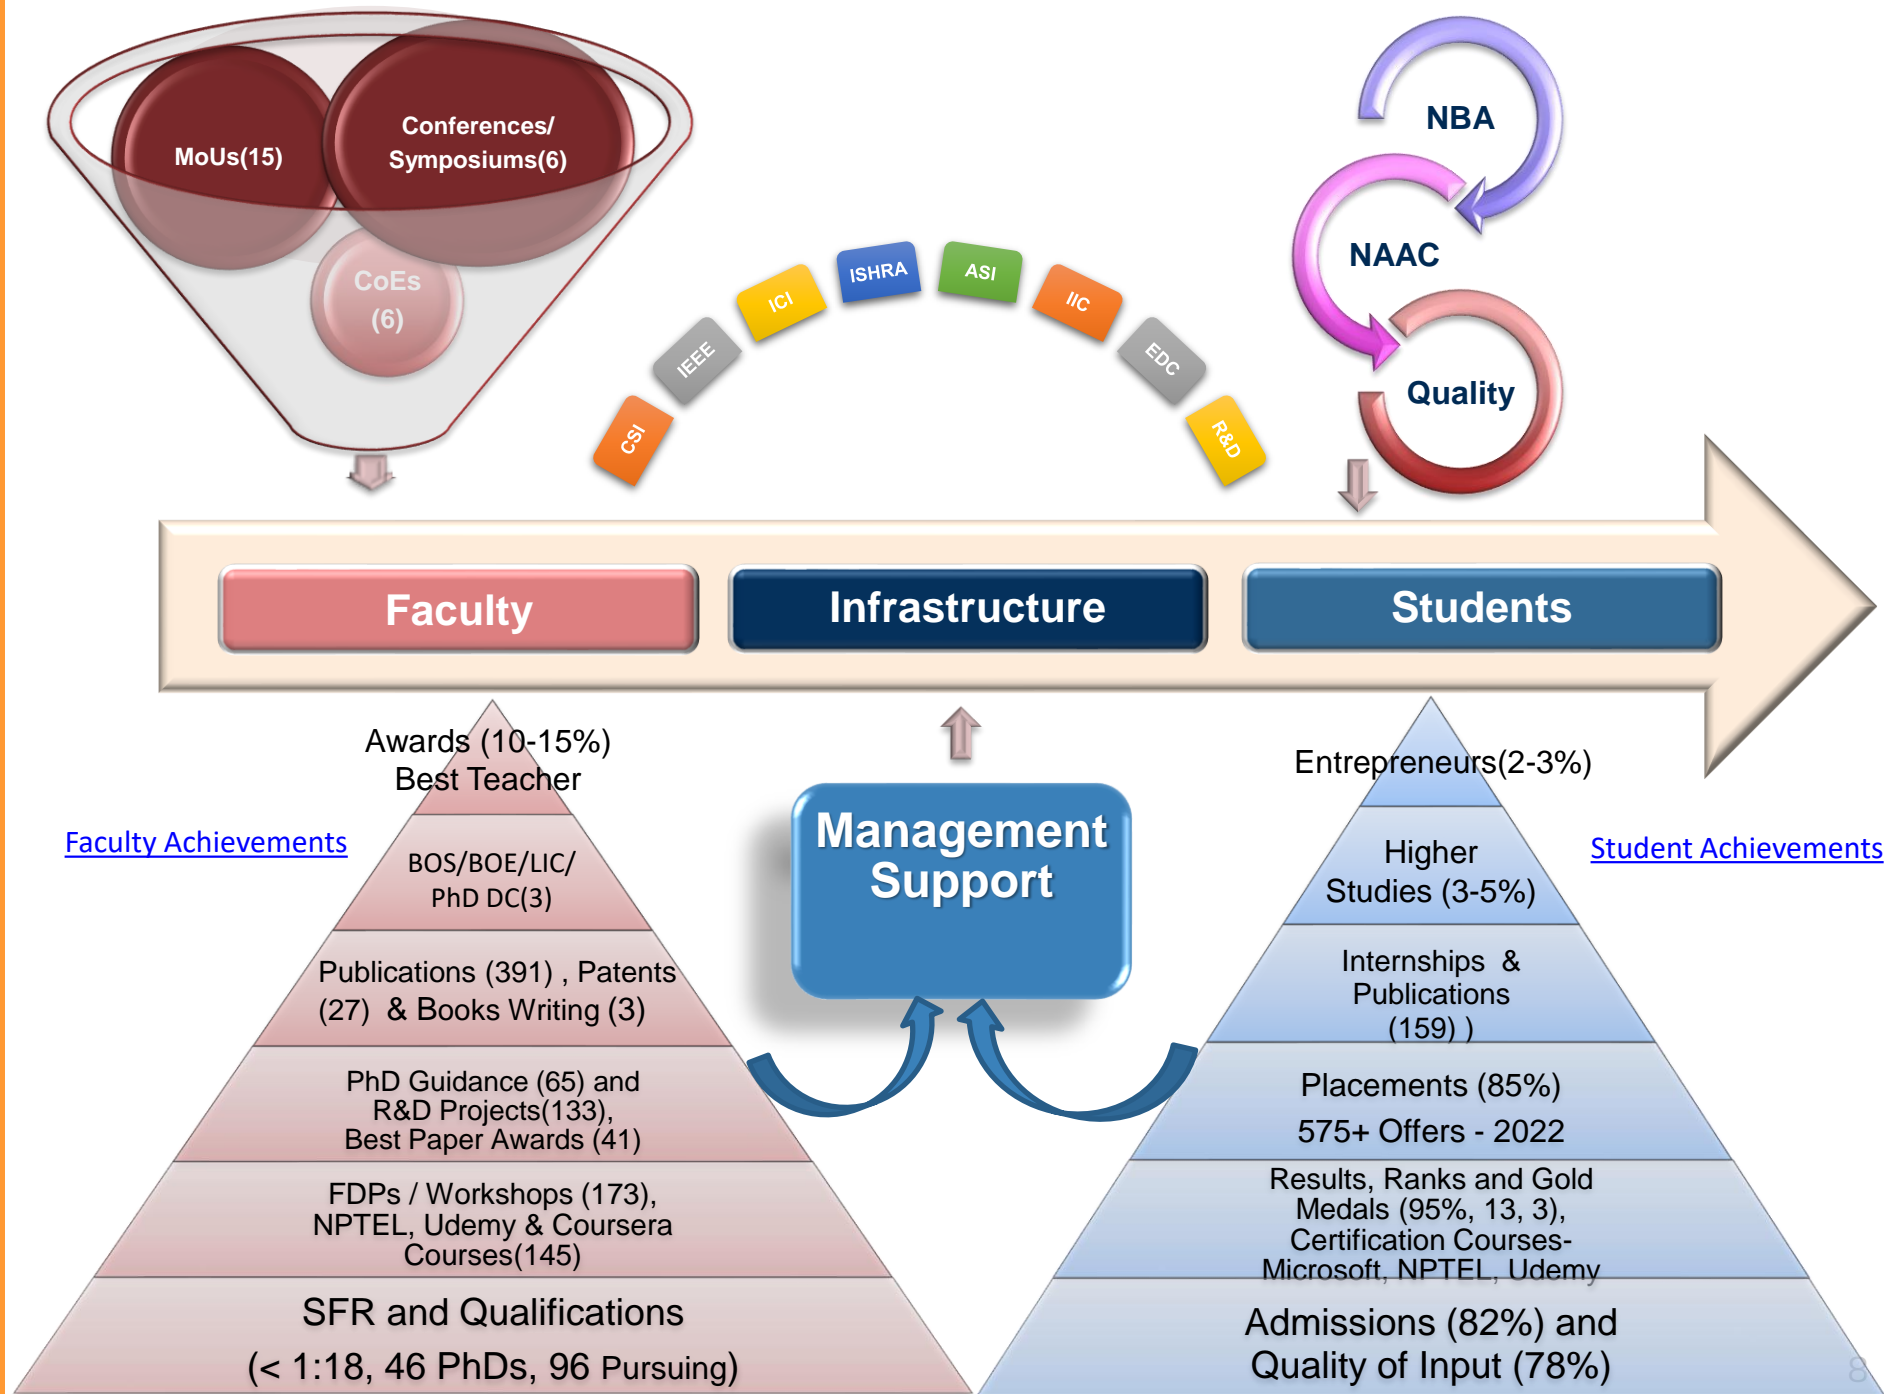 MoUs(15)
Conferences/
Symposiums(6)
CoEs
(6)
CSI
IEEE
ICI
ISHRA
ASI
IIC
EDC
R&D
NBA
NAAC
Quality
Faculty
Infrastructure
Students
Awards (10-15%)
Best Teacher
Faculty Achievements
BOS/BOE/LIC/
PhD DC(3)
Publications (391) , Patents
(27) & Books Writing (3)
PhD Guidance (65) and
R&D Projects(133),
Best Paper Awards (41)
FDPs / Workshops (173),
NPTEL, Udemy & Coursera
Courses(145)
SFR and Qualifications
(< 1:18, 46 PhDs, 96 Pursuing)
Management
Support
Entrepreneurs(2-3%)
Student Achievements
Higher
Studies (3-5%)
Internships &
Publications
(159) )
Placements (85%)
575+ Offers - 2022
Results, Ranks and Gold
Medals (95%, 13, 3),
Certification Courses-
Microsoft, NPTEL, Udemy
Admissions (82%) and
Quality of Input (78%)
8